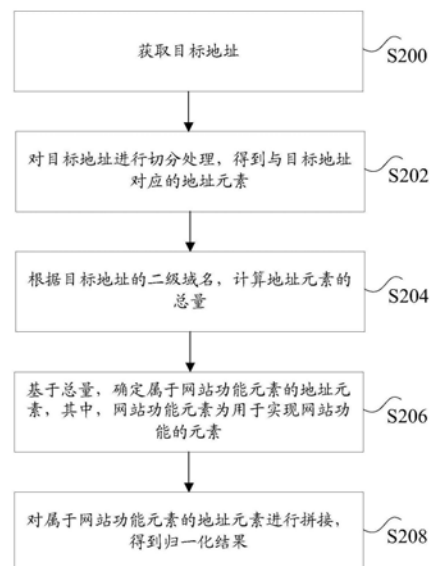 获取目标地址
S200
对目标地址进行切分处理，得到与目标地址
对应的地址元素
S202
根据目标地址的二级域名，计算地址元素的
总量
S204
基于总量，确定属于网站功能元素的地址元
素，其中，网站功能元素为用于实现网站功
能的元素
S206
对属于网站功能元素的地址元素进行拼接，
得到归一化结果
S208